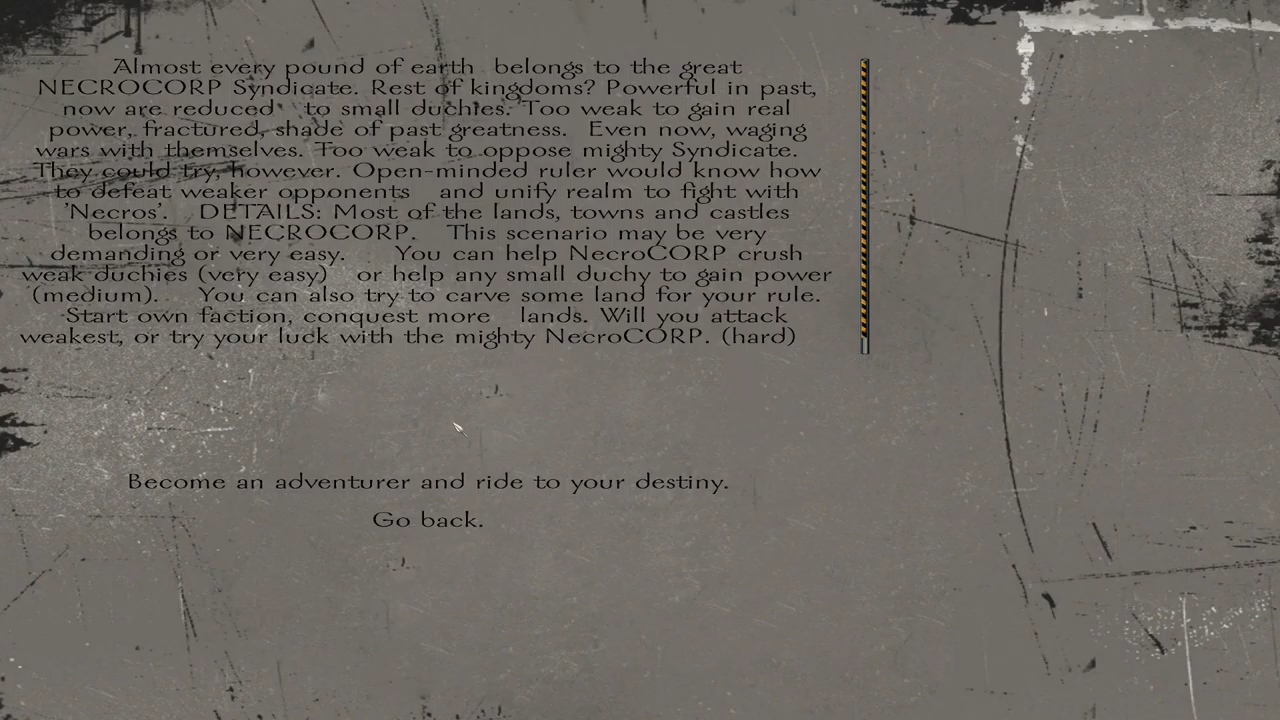 Almost every pound of earth belongs to the great
NECROCORP Syndicate. Rest of kingdoms? Powerful in past,
now are reduced to small duchies. Too weak to gain real
power, fractured, shade of past greatness. Even now, waging
wars with themselves. Too weak to oppose mighty Syndicate.
They could try, however. Open-minded ruler would know how
to defeat weaker opponents and unify realm to fight with
'Necros'. DETAILS: Most of the lands, towns and castles
belongs to NECROCORP. This scenario may be very
demanding or very easy. You can help NecroCORP crush
weak duchies (very easy) or help any small duchy to gain power
(medium). You can also try to carve some land for your rule.
Start own faction, conquest more lands. Will you attack
weakest, or try your luck with the mighty NecroCORP. (hard)
Become an adventurer and ride to your destiny.
Go back.